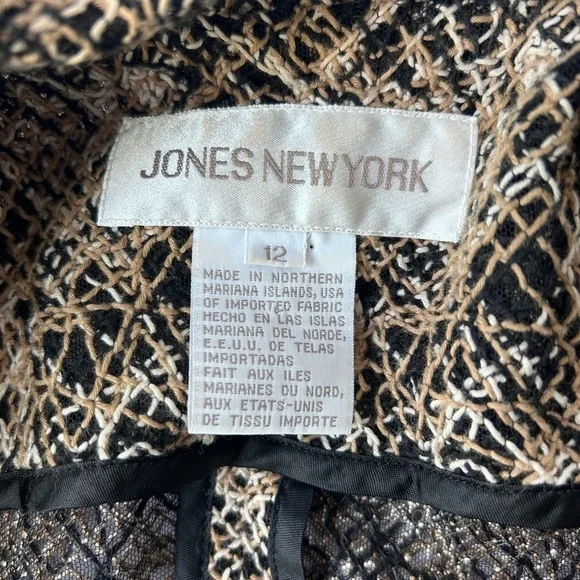 JONES NEW YORK
12
MADE IN NORTHERN
MARIANA ISLANDS, USA
OF IMPORTED FABRIC
HECHO EN LAS ISLAS
MARIANA DEL NORDE,
E.E.U.U. DE TELAS
IMPORTADAS
FAIT AUX ILES
MARIANES DU NORD,
AUX ETATS-UNIS
DE TISSU IMPORTE